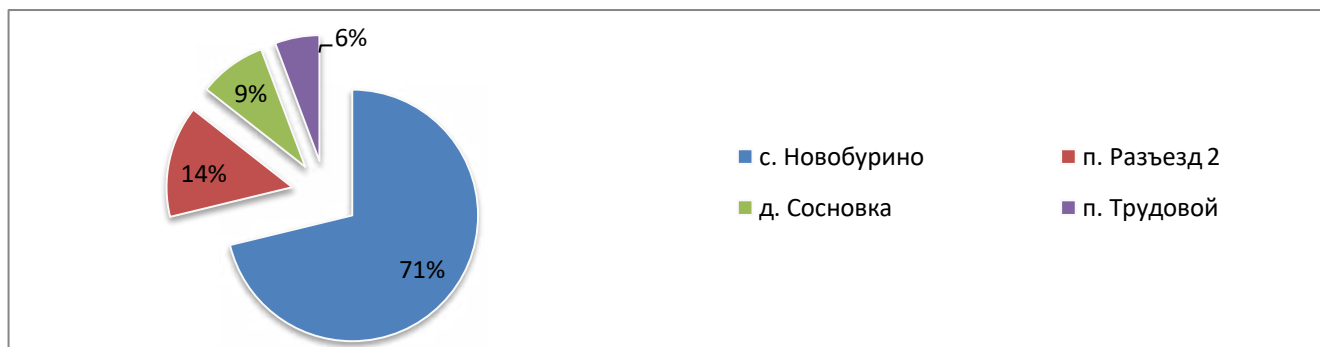 6%
9%
14%
71%
с. Новобурино
п. Разъезд 2
д. Сосновка
п. Трудовой